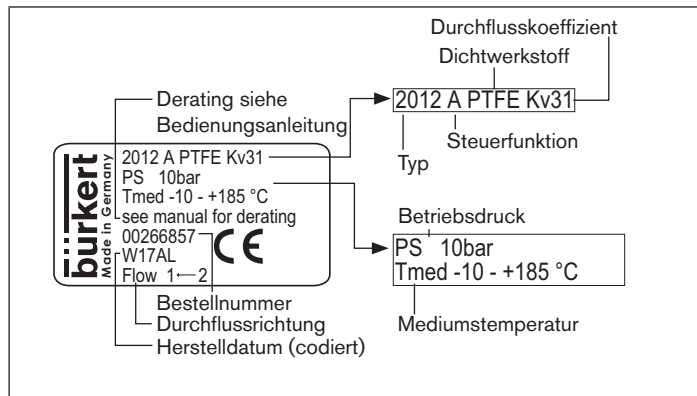 Durchflusskoeffizient
Dichtwerkstoff
Derating siehe
Bedienungsanleitung
2012 A PTFE Kv31
Steuerfunktion
Typ
bürkert
Made in Germany
2012 A PTFE Kv31
PS 10bar
Tmed -10 - +185 °C
see manual for derating
00266857
W17AL
Flow 1←2
CE
Betriebsdruck
PS 10bar
Tmed -10 - +185 °C
Mediumstemperatur
Bestellnummer
Durchflussrichtung
Herstelldatum (codiert)